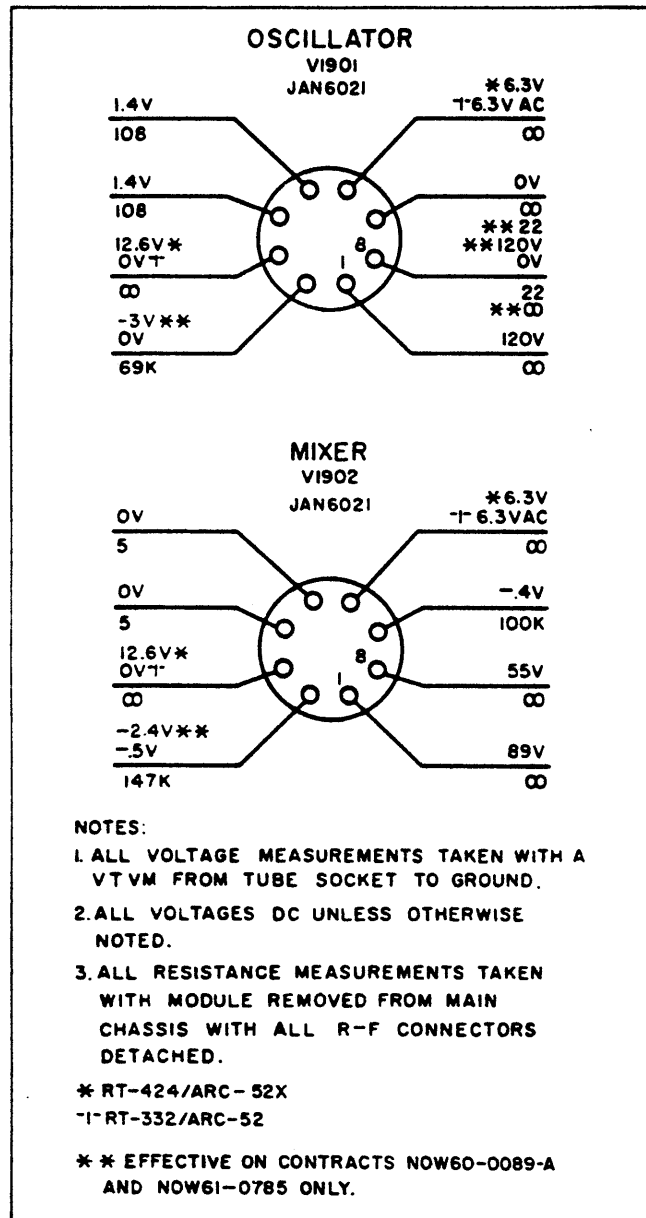 OSCILLATOR
V1901
JAN6021
1.4V
108
1.4V
108
12.6V*
0V⊣
∞
-3V**
0V
69K
*6.3V
⊣6.3V AC
∞
0V
∞
**22
**120V
0V
22
**∞
120V
∞
8
1
MIXER
V1902
JAN6021
0V
5
0V
5
12.6V*
0V⊣
∞
-2.4V**
-.5V
147K
*6.3V
⊣6.3VAC
∞
-.4V
100K
55V
∞
89V
∞
8
1
NOTES:
1. ALL VOLTAGE MEASUREMENTS TAKEN WITH A
VTVM FROM TUBE SOCKET TO GROUND.
2. ALL VOLTAGES DC UNLESS OTHERWISE
NOTED.
3. ALL RESISTANCE MEASUREMENTS TAKEN
WITH MODULE REMOVED FROM MAIN
CHASSIS WITH ALL R-F CONNECTORS
DETACHED.
* RT-424/ARC-52X
⊣RT-332/ARC-52
** EFFECTIVE ON CONTRACTS NOW60-0089-A
AND NOW61-0785 ONLY.